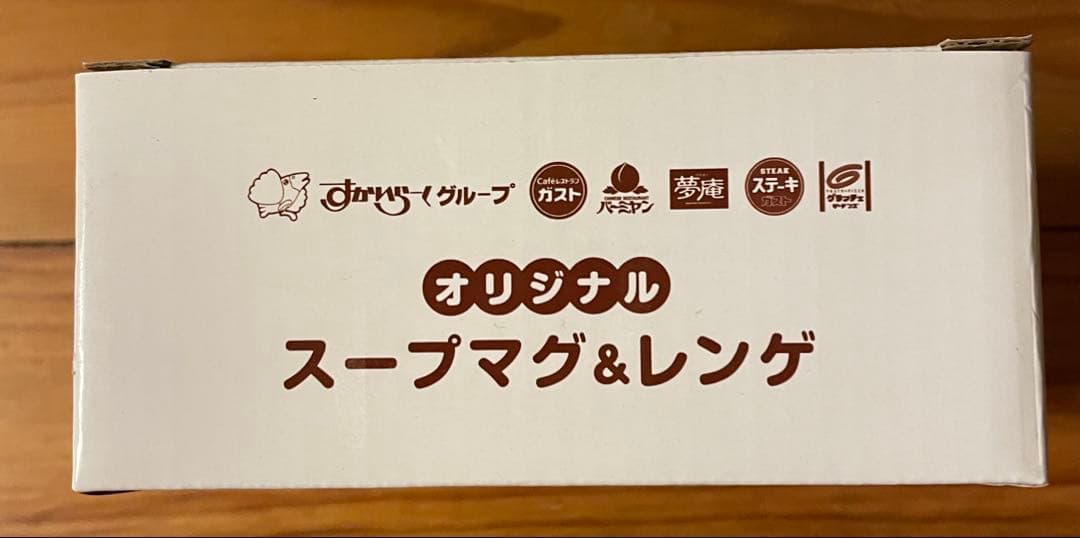 すかいらーくグループ
Caféレストラン
ガスト
CHINESE RESTAURANT
バーミヤン
夢庵
STEAK
ステーキ
ガスト
グラッチェ
ガーデンズ
オリジナル
スープマグ&レンゲ